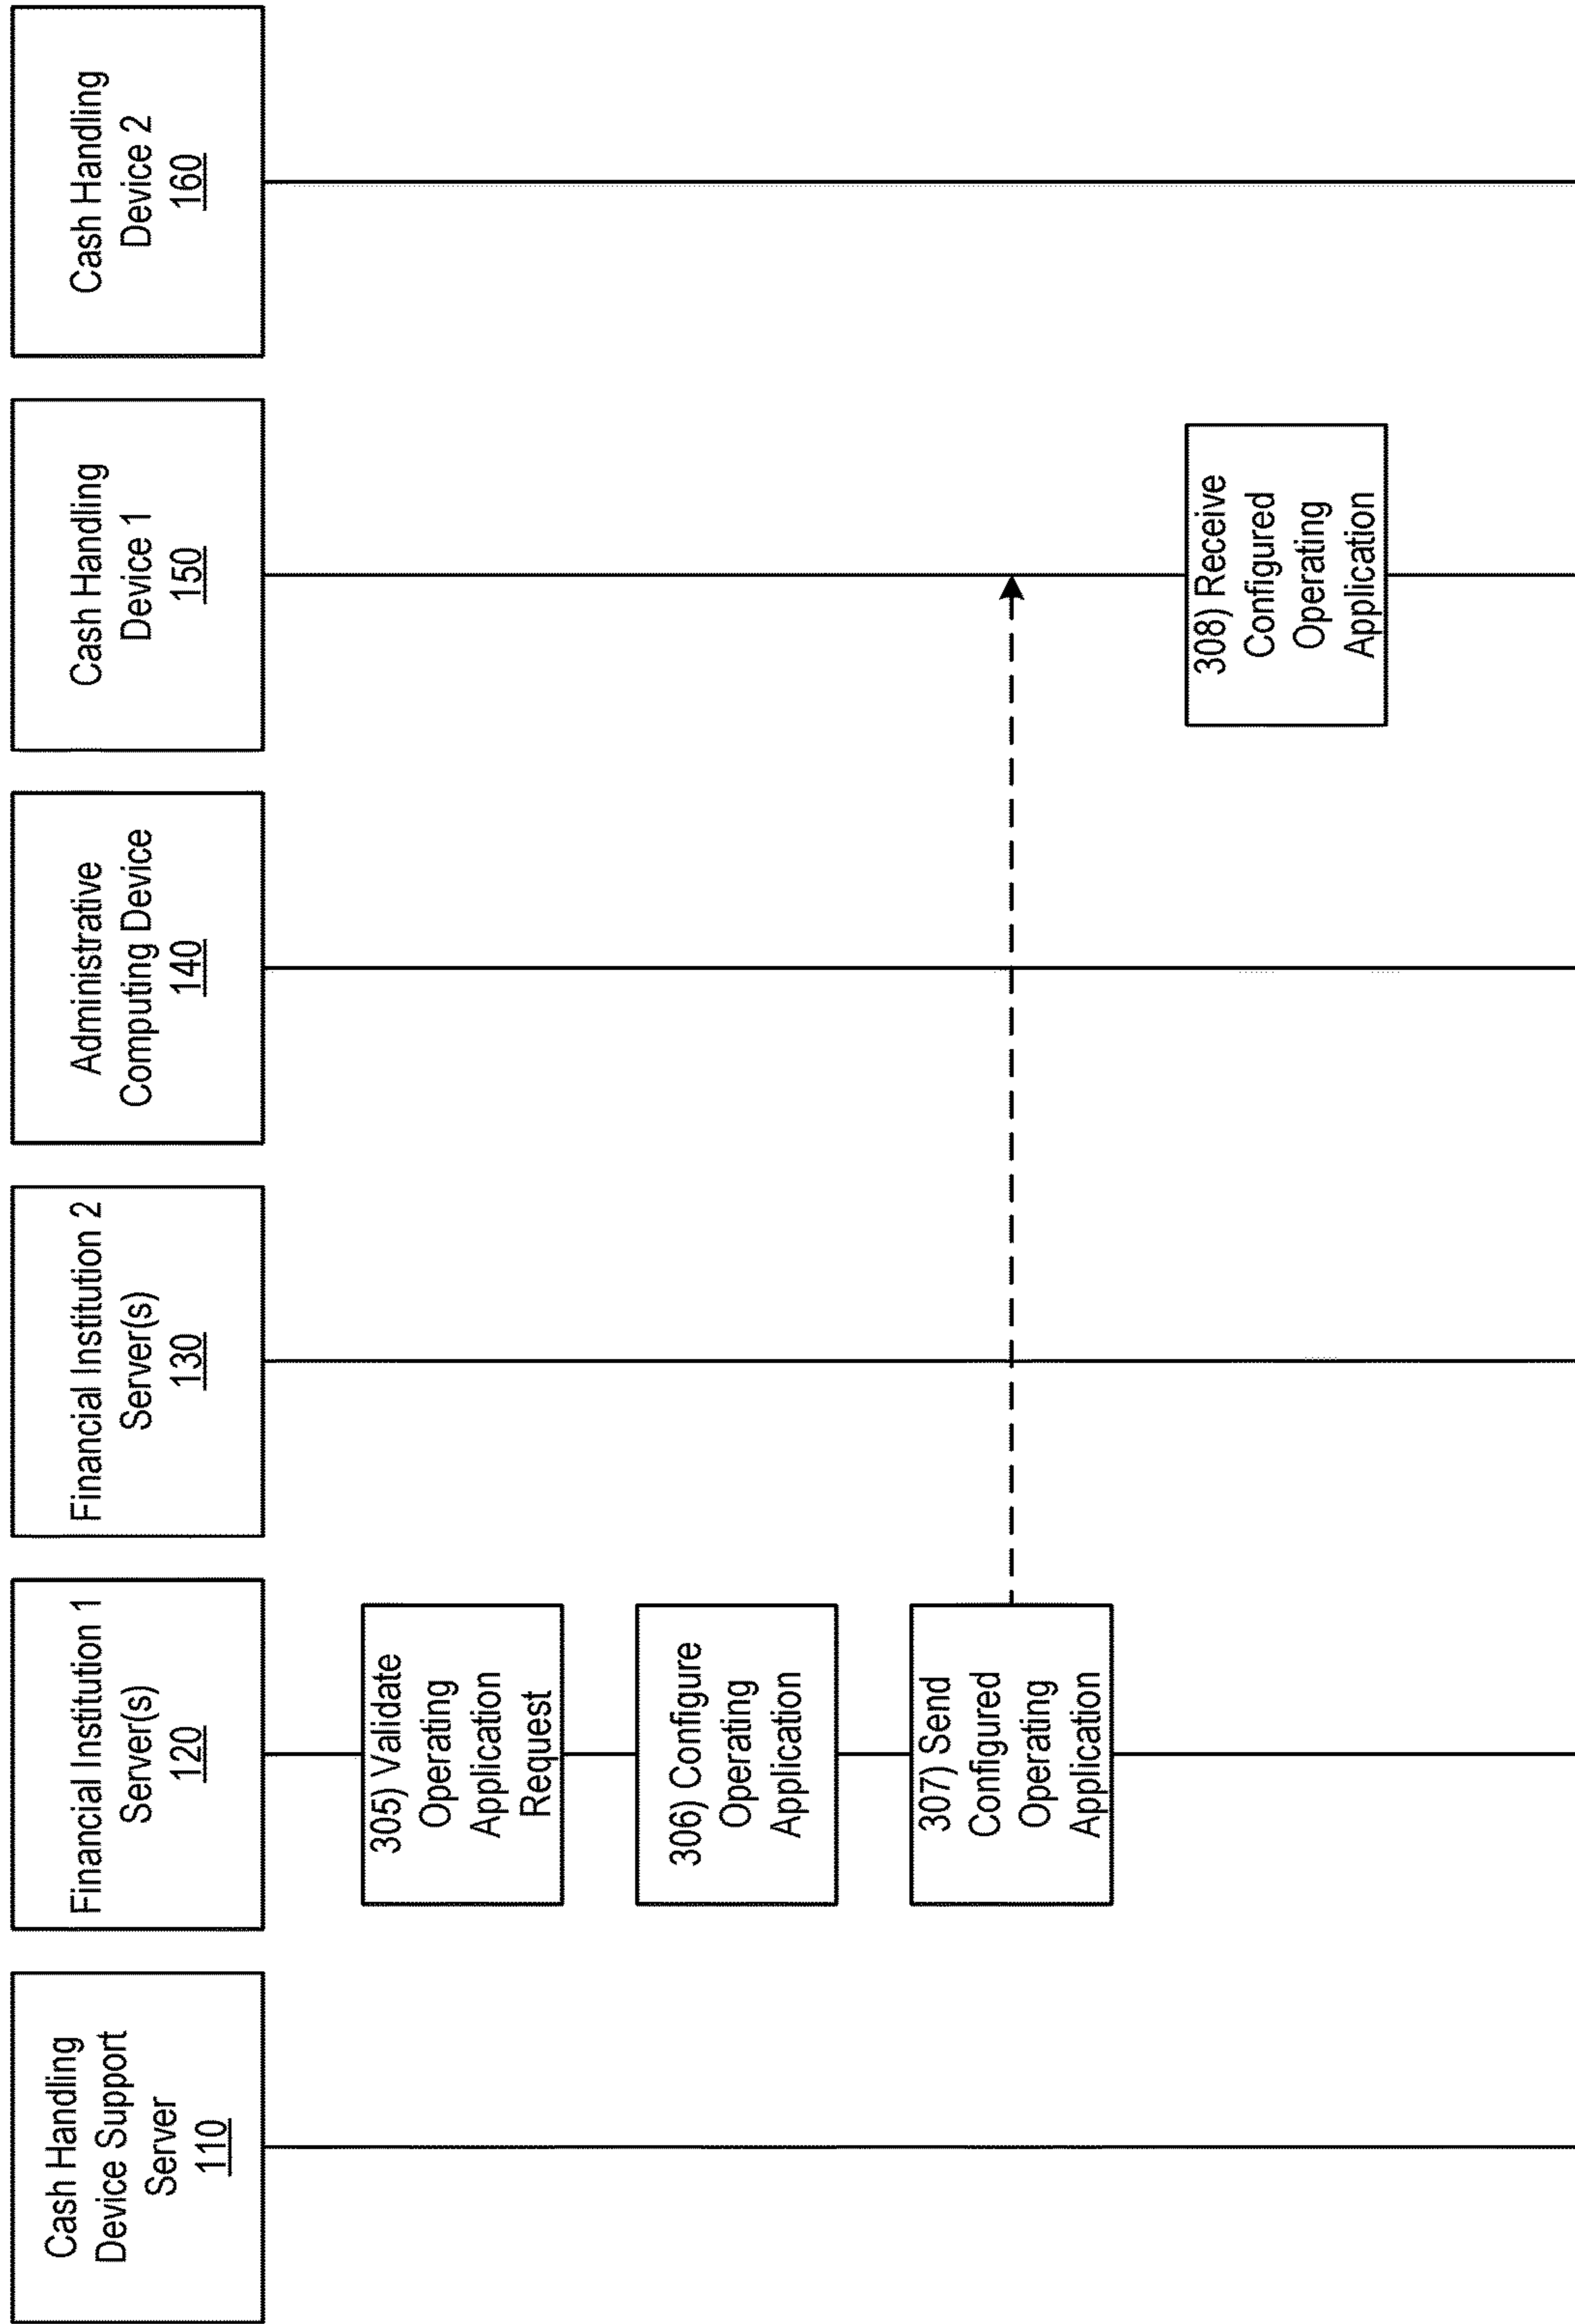 Cash Handling
Device Support
Server
110
Financial Institution 1
Server(s)
120
Financial Institution 2
Server(s)
130
Administrative
Computing Device
140
Cash Handling
Device 1
150
Cash Handling
Device 2
160
305) Validate
Operating
Application
Request
306) Configure
Operating
Application
307) Send
Configured
Operating
Application
308) Receive
Configured
Operating
Application